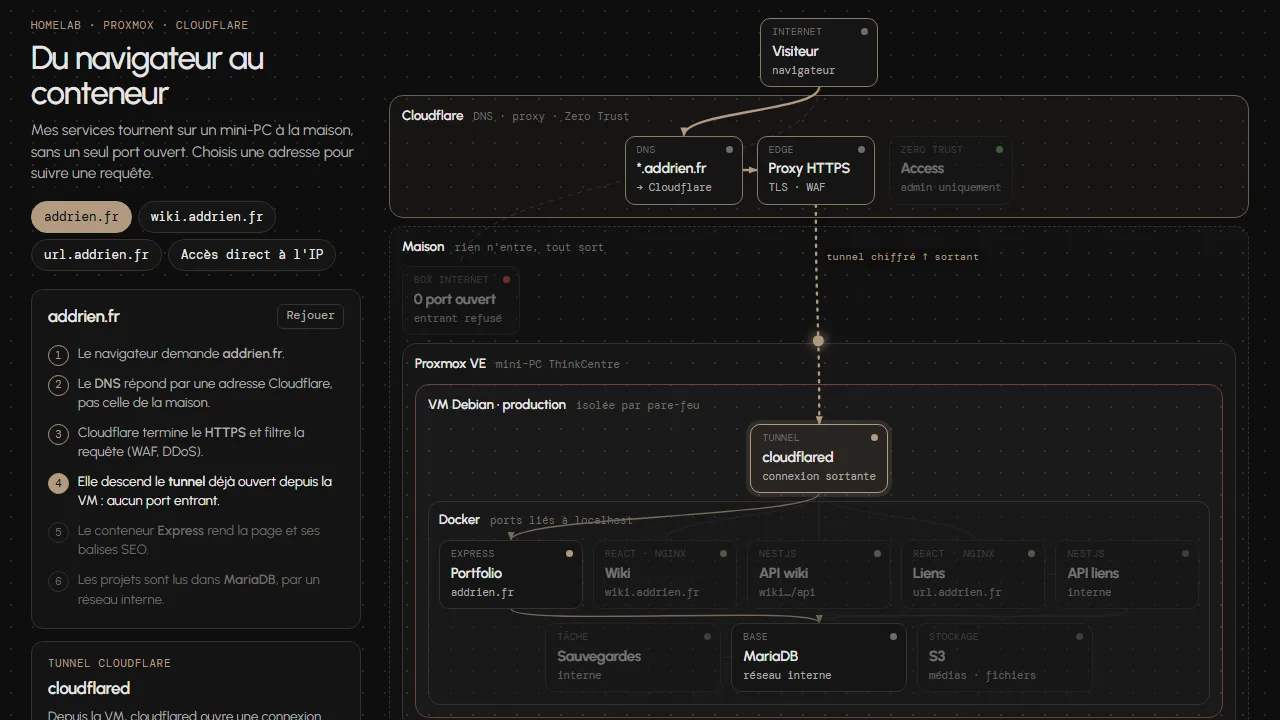 HOMELAB · PROXMOX · CLOUDFLARE
Du navigateur au
conteneur
Mes services tournent sur un mini-PC à la maison,
sans un seul port ouvert. Choisis une adresse pour
suivre une requête.
addrien.fr
wiki.addrien.fr
url.addrien.fr
Accès direct à l'IP
addrien.fr
Rejouer
1 Le navigateur demande addrien.fr.
2 Le DNS répond par une adresse Cloudflare,
pas celle de la maison.
3 Cloudflare termine le HTTPS et filtre la
requête (WAF, DDoS).
4 Elle descend le tunnel déjà ouvert depuis la
VM : aucun port entrant.
5 Le conteneur Express rend la page et ses
balises SEO.
6 Les projets sont lus dans MariaDB, par un
réseau interne.
TUNNEL CLOUDFLARE
cloudflared
Depuis la VM, cloudflared ouvre une connexion
INTERNET
Visiteur
navigateur
Cloudflare DNS · proxy · Zero Trust
DNS
*.addrien.fr
→ Cloudflare
EDGE
Proxy HTTPS
TLS · WAF
ZERO TRUST
Access
admin uniquement
Maison rien n'entre, tout sort
tunnel chiffré ↑ sortant
BOX INTERNET
0 port ouvert
entrant refusé
Proxmox VE mini-PC ThinkCentre
VM Debian · production isolée par pare-feu
TUNNEL
cloudflared
connexion sortante
Docker ports liés à localhost
EXPRESS
Portfolio
addrien.fr
REACT · NGINX
Wiki
wiki.addrien.fr
NESTJS
API wiki
wiki…/api
REACT · NGINX
Liens
url.addrien.fr
NESTJS
API liens
interne
TÂCHE
Sauvegardes
interne
BASE
MariaDB
réseau interne
STOCKAGE
S3
médias · fichiers